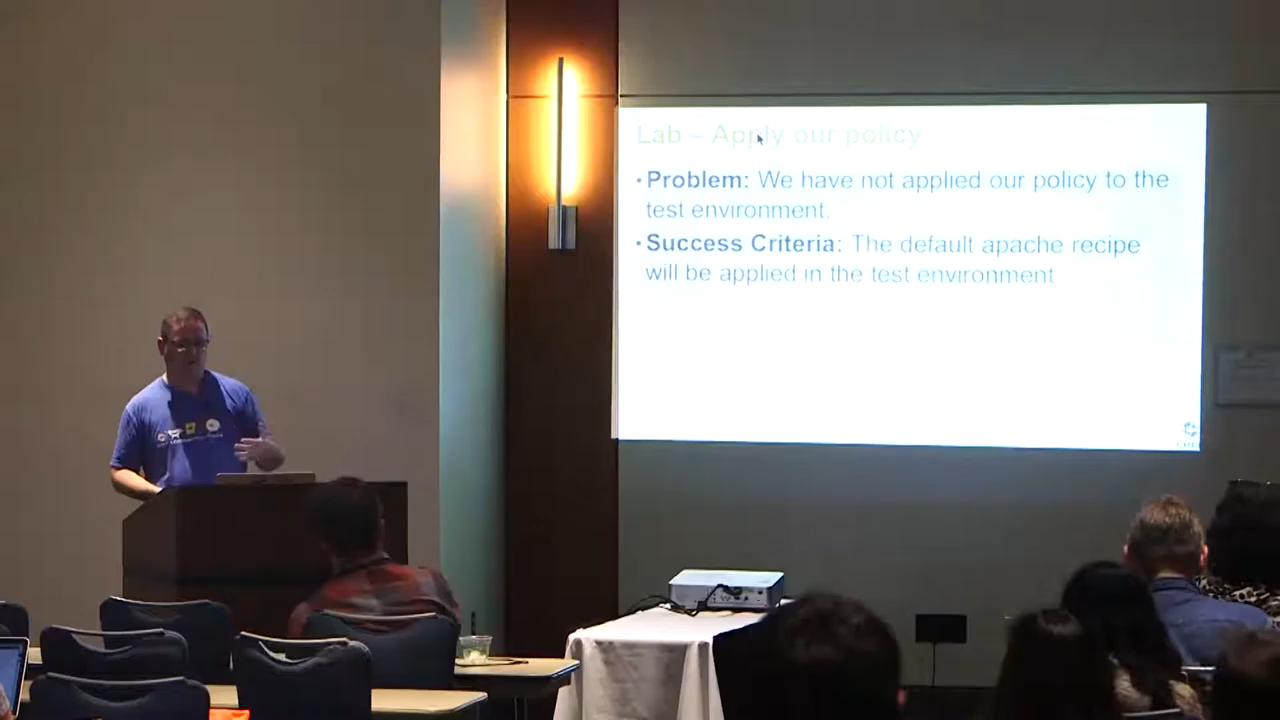 Lab – Apply our policy
•Problem: We have not applied our policy to the
test environment.
•Success Criteria: The default apache recipe
will be applied in the test environment
CHEF